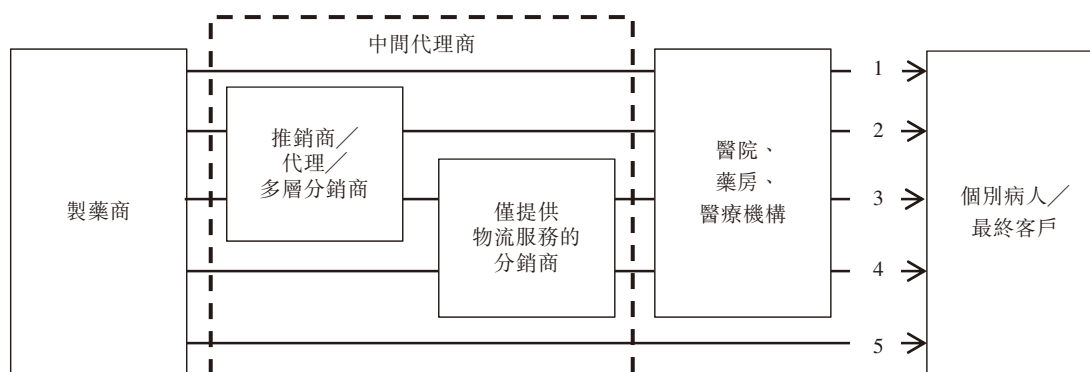 中間代理商
製藥商
推銷商／
代理／
多層分銷商
僅提供
物流服務的
分銷商
醫院、
藥房、
醫療機構
1
2
3
4
5
個別病人／
最終客戶